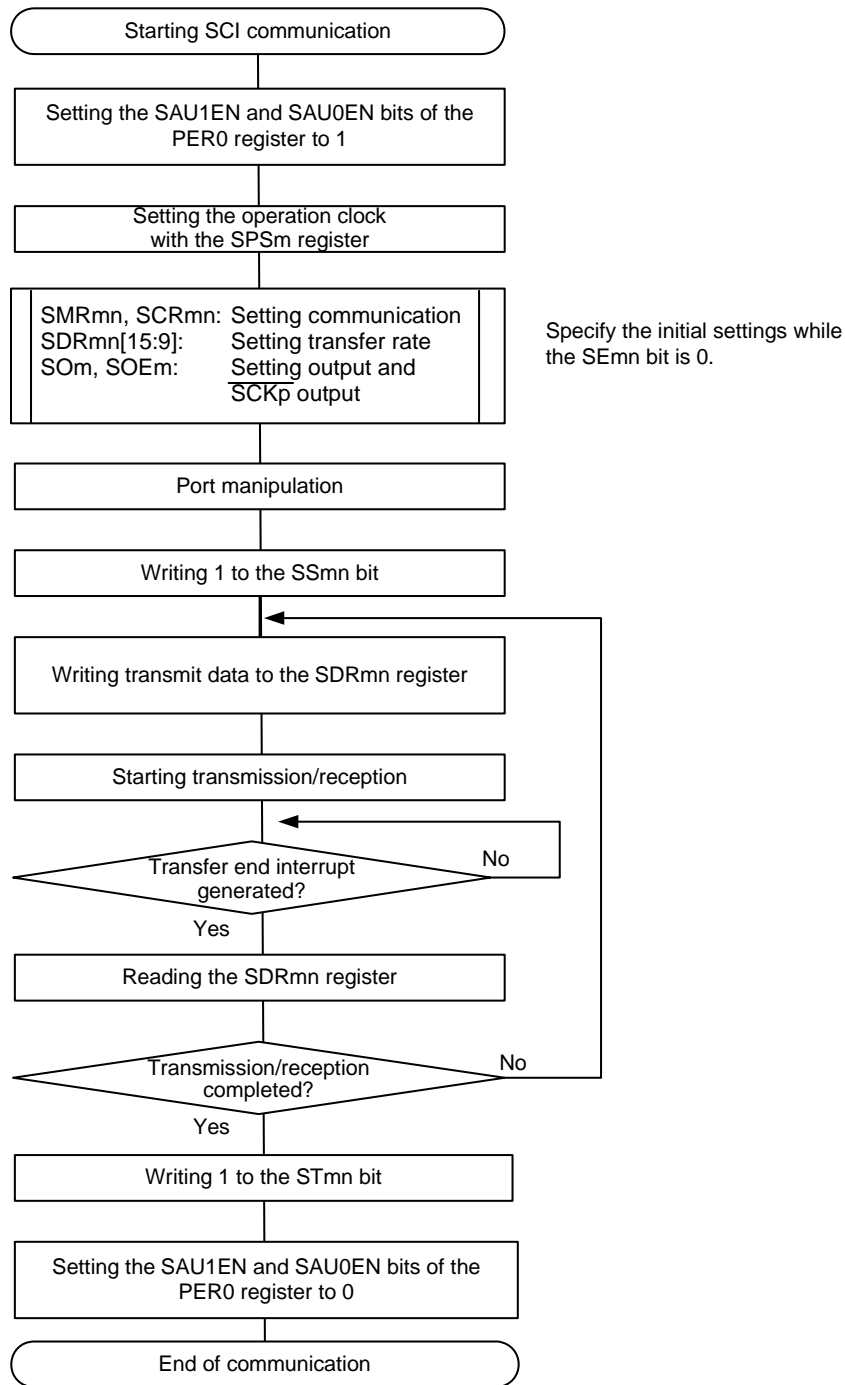 Starting SCI communication
Setting the SAU1EN and SAU0EN bits of the
PER0 register to 1
Setting the operation clock
with the SPSm register
SMRmn, SCRmn: Setting communication
SDRmn[15:9]: Setting transfer rate
SOm, SOEm: Setting output and
SCKp output
Specify the initial settings while
the SEmn bit is 0.
Port manipulation
Writing 1 to the SSmn bit
Writing transmit data to the SDRmn register
Starting transmission/reception
Transfer end interrupt
generated?
No
Yes
Reading the SDRmn register
Transmission/reception
completed?
No
Yes
Writing 1 to the STmn bit
Setting the SAU1EN and SAU0EN bits of the
PER0 register to 0
End of communication